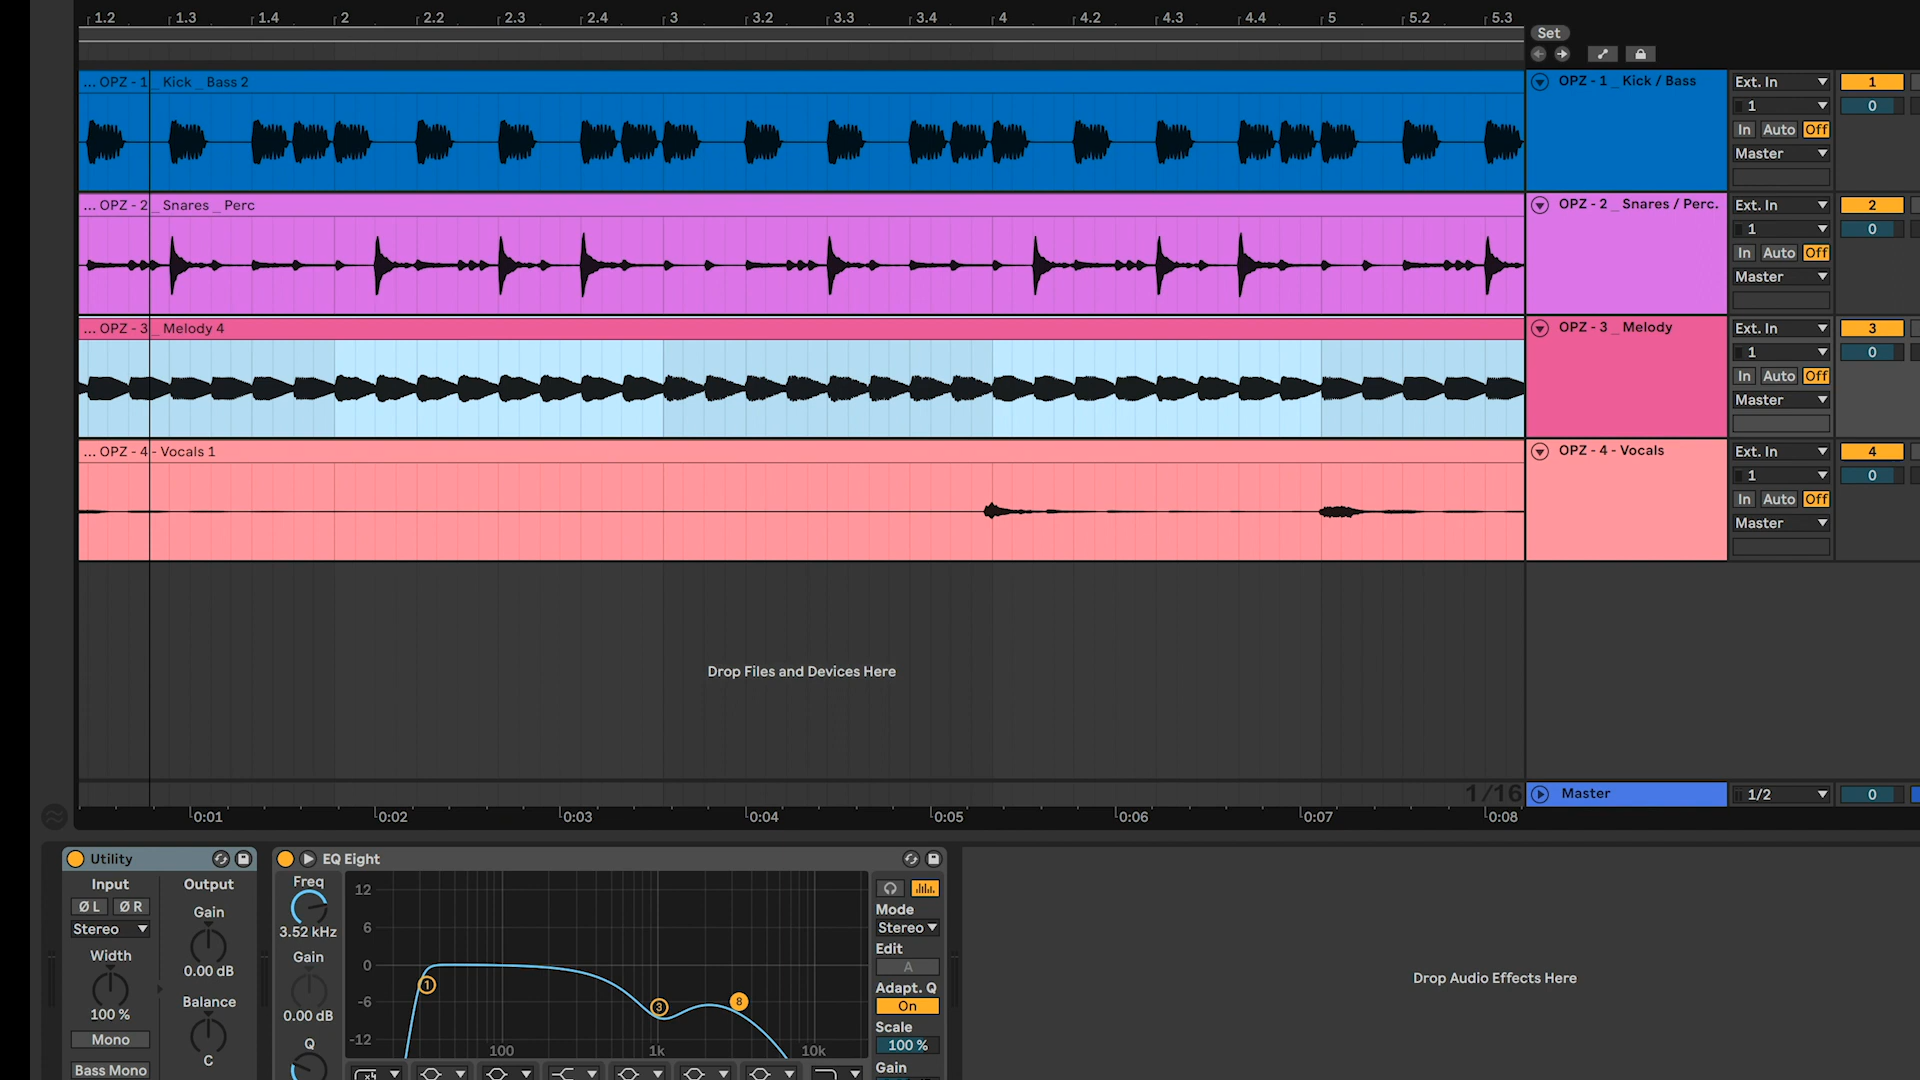 1.2 1.3 1.4 2 2.2 2.3 2.4 3 3.2 3.3 3.4 4 4.2 4.3 4.4 5 5.2 5.3
Set
... OPZ - 1 _ Kick _ Bass 2
OPZ - 1 _ Kick / Bass
Ext. In
1
1
0
In Auto Off
Master
... OPZ - 2 _ Snares _ Perc
OPZ - 2 _ Snares / Perc.
Ext. In
2
1
0
In Auto Off
Master
... OPZ - 3 _ Melody 4
OPZ - 3 _ Melody
Ext. In
3
1
0
In Auto Off
Master
... OPZ - 4 - Vocals 1
OPZ - 4 - Vocals
Ext. In
4
1
0
In Auto Off
Master
Drop Files and Devices Here
1/16
Master
1/2
0
0:01 0:02 0:03 0:04 0:05 0:06 0:07 0:08
Utility
Input
Ø L Ø R
Stereo
Width
100 %
Mono
Bass Mono
Output
Gain
0.00 dB
Balance
C
EQ Eight
Freq
3.52 kHz
Gain
0.00 dB
Q
12
6
0
-6
-12
100 1k 10k
1
3
8
x4
Mode
Stereo
Edit
A
Adapt. Q
On
Scale
100 %
Gain
Drop Audio Effects Here